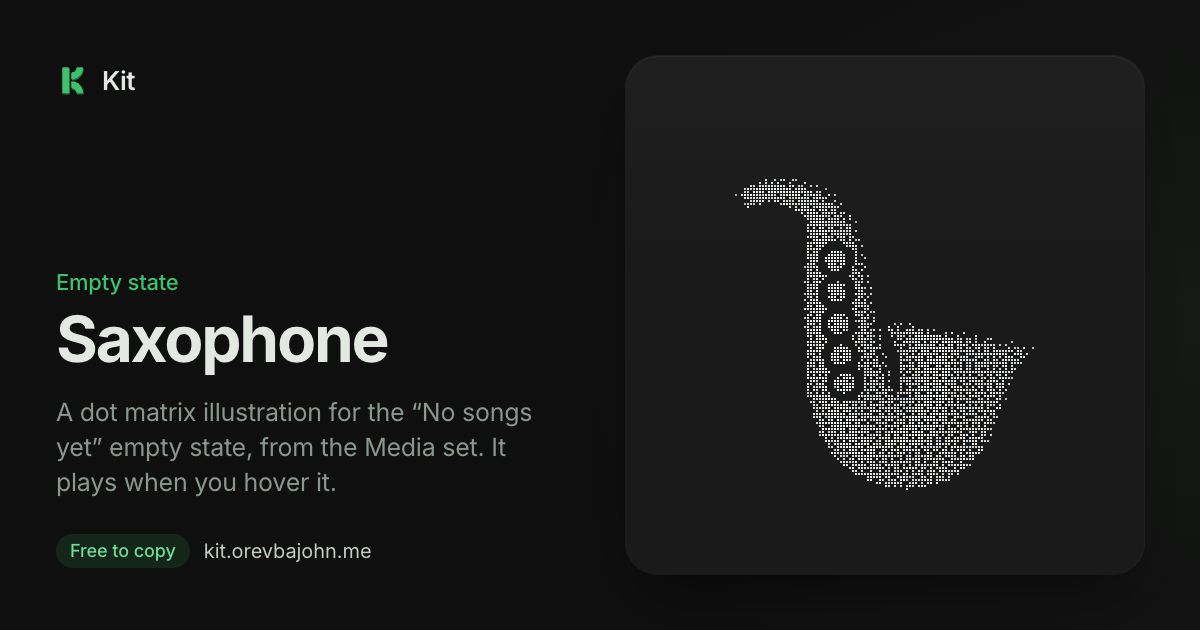 Kit
Empty state
Saxophone
A dot matrix illustration for the “No songs
yet” empty state, from the Media set. It
plays when you hover it.
Free to copy
kit.orevbajohn.me